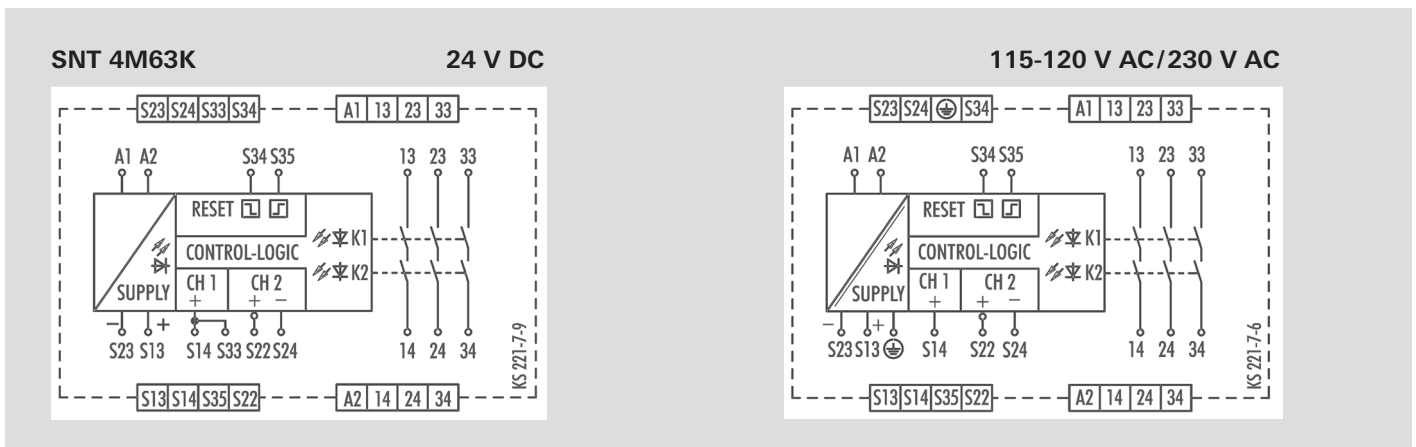 SNT 4M63K 24 V DC
S23 S24 S33 S34 A1 13 23 33
A1 A2 S34 S35 13 23 33
RESET
K1
CONTROL-LOGIC
K2
CH 1 CH 2
SUPPLY + + −
− +
S23 S13 S14 S33 S22 S24 14 24 34
KS 221-7-9
S13 S14 S35 S22 A2 14 24 34
115-120 V AC/230 V AC
S23 S24 S34 A1 13 23 33
A1 A2 S34 S35 13 23 33
RESET
K1
CONTROL-LOGIC
K2
CH 1 CH 2
SUPPLY + + −
− +
S23 S13 S14 S22 S24 14 24 34
KS 221-7-6
S13 S14 S35 S22 A2 14 24 34